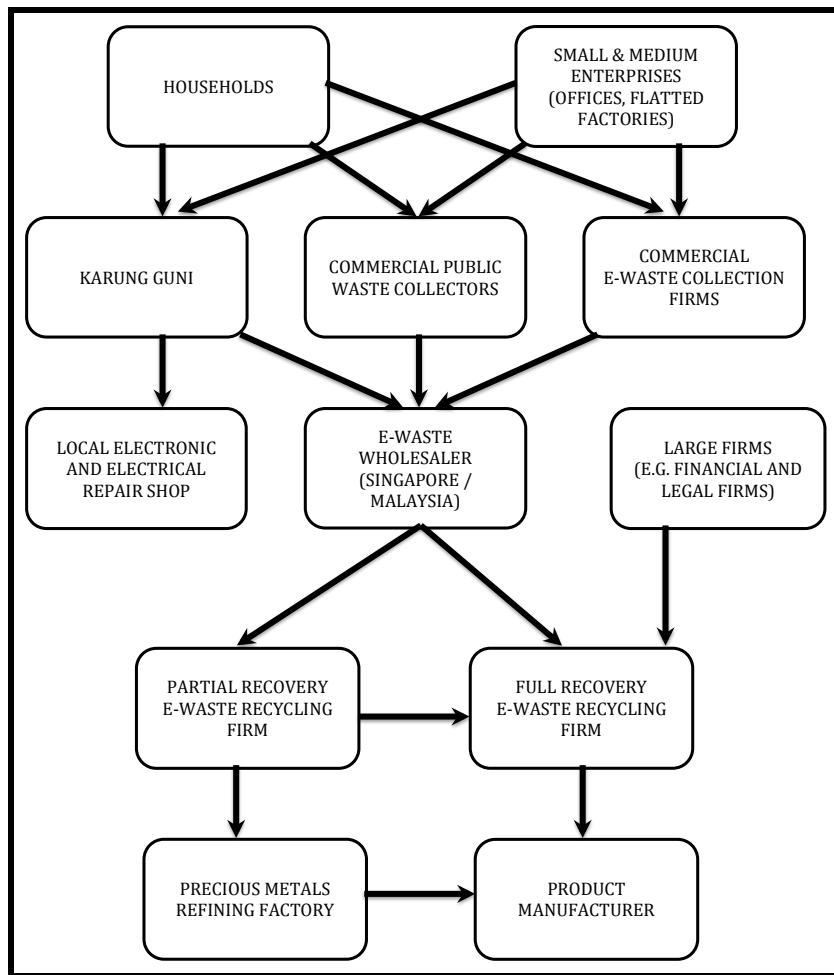 HOUSEHOLDS
SMALL & MEDIUM
ENTERPRISES
(OFFICES, FLATTED
FACTORIES)
KARUNG GUNI
COMMERCIAL PUBLIC
WASTE COLLECTORS
COMMERCIAL
E-WASTE COLLECTION
FIRMS
LOCAL ELECTRONIC
AND ELECTRICAL
REPAIR SHOP
E-WASTE
WHOLESALER
(SINGAPORE /
MALAYSIA)
LARGE FIRMS
(E.G. FINANCIAL AND
LEGAL FIRMS)
PARTIAL RECOVERY
E-WASTE RECYCLING
FIRM
FULL RECOVERY
E-WASTE RECYCLING
FIRM
PRECIOUS METALS
REFINING FACTORY
PRODUCT
MANUFACTURER